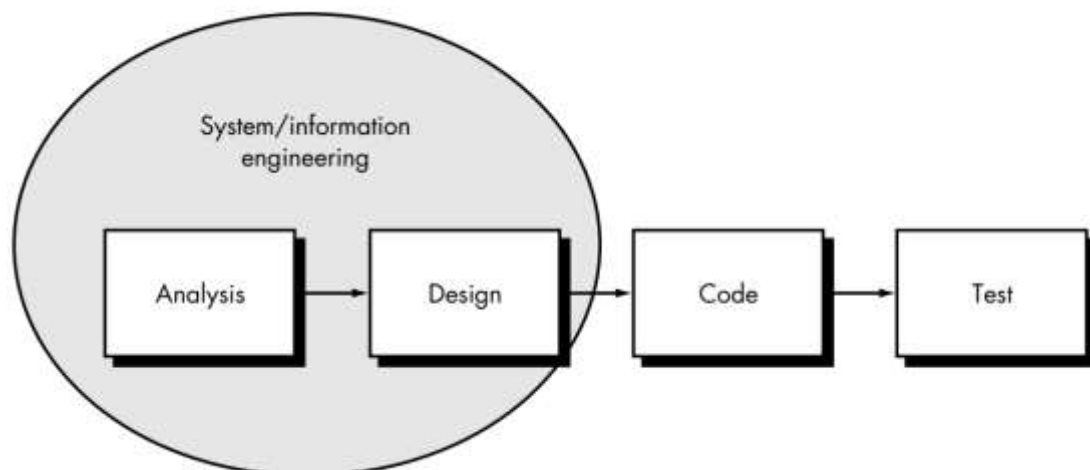 System/information
engineering
Analysis
Design
Code
Test